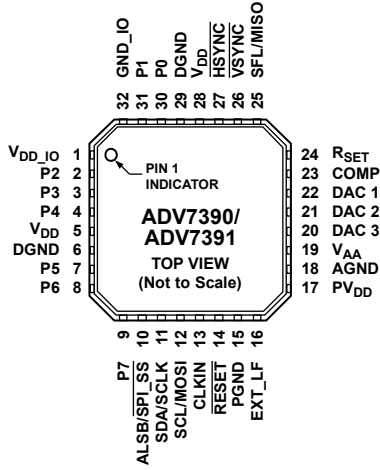 32 GND_IO
31 P1
30 P0
29 DGND
28 VDD
27 HSYNC
26 VSYNC
25 SFL/MISO
VDD_IO 1
P2 2
P3 3
P4 4
VDD 5
DGND 6
P5 7
P6 8
PIN 1
INDICATOR
ADV7390/
ADV7391
TOP VIEW
(Not to Scale)
24 RSET
23 COMP
22 DAC 1
21 DAC 2
20 DAC 3
19 VAA
18 AGND
17 PVDD
P7 9
ALSB/SPI_SS 10
SDA/SCLK 11
SCL/MOSI 12
CLKIN 13
RESET 14
PGND 15
EXT_LF 16